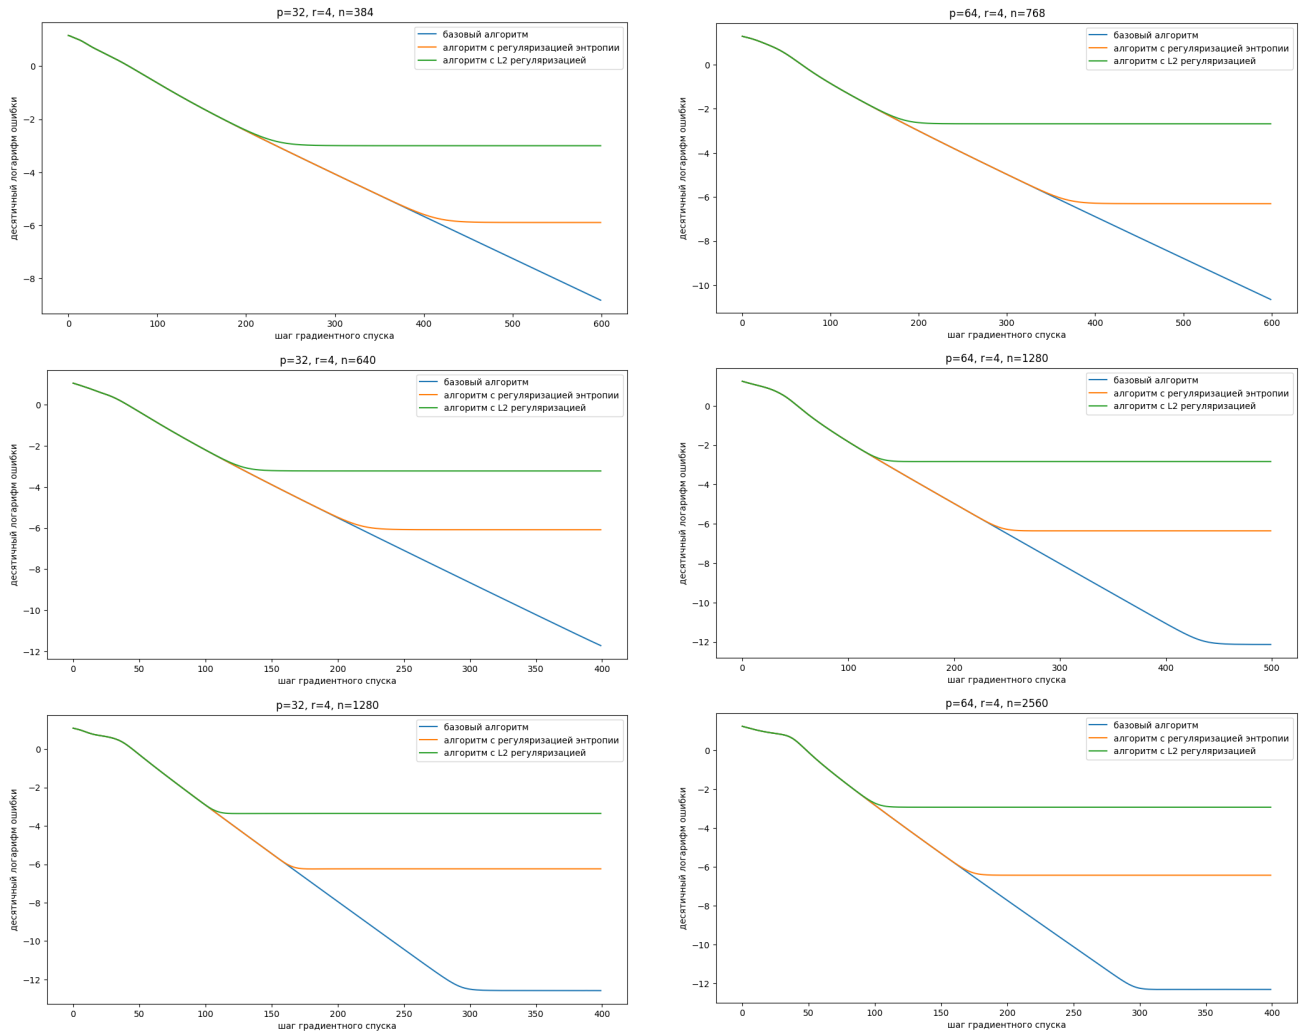 p=32, r=4, n=384
базовый алгоритм
алгоритм с регуляризацией энтропии
алгоритм с L2 регуляризацией
десятичный логарифм ошибки
0
−2
−4
−6
−8
0 100 200 300 400 500 600
шаг градиентного спуска
p=64, r=4, n=768
базовый алгоритм
алгоритм с регуляризацией энтропии
алгоритм с L2 регуляризацией
десятичный логарифм ошибки
0
−2
−4
−6
−8
−10
0 100 200 300 400 500 600
шаг градиентного спуска
p=32, r=4, n=640
базовый алгоритм
алгоритм с регуляризацией энтропии
алгоритм с L2 регуляризацией
десятичный логарифм ошибки
0
−2
−4
−6
−8
−10
−12
0 50 100 150 200 250 300 350 400
шаг градиентного спуска
p=64, r=4, n=1280
базовый алгоритм
алгоритм с регуляризацией энтропии
алгоритм с L2 регуляризацией
десятичный логарифм ошибки
0
−2
−4
−6
−8
−10
−12
0 100 200 300 400 500
шаг градиентного спуска
p=32, r=4, n=1280
базовый алгоритм
алгоритм с регуляризацией энтропии
алгоритм с L2 регуляризацией
десятичный логарифм ошибки
0
−2
−4
−6
−8
−10
−12
0 50 100 150 200 250 300 350 400
шаг градиентного спуска
p=64, r=4, n=2560
базовый алгоритм
алгоритм с регуляризацией энтропии
алгоритм с L2 регуляризацией
десятичный логарифм ошибки
0
−2
−4
−6
−8
−10
−12
0 50 100 150 200 250 300 350 400
шаг градиентного спуска